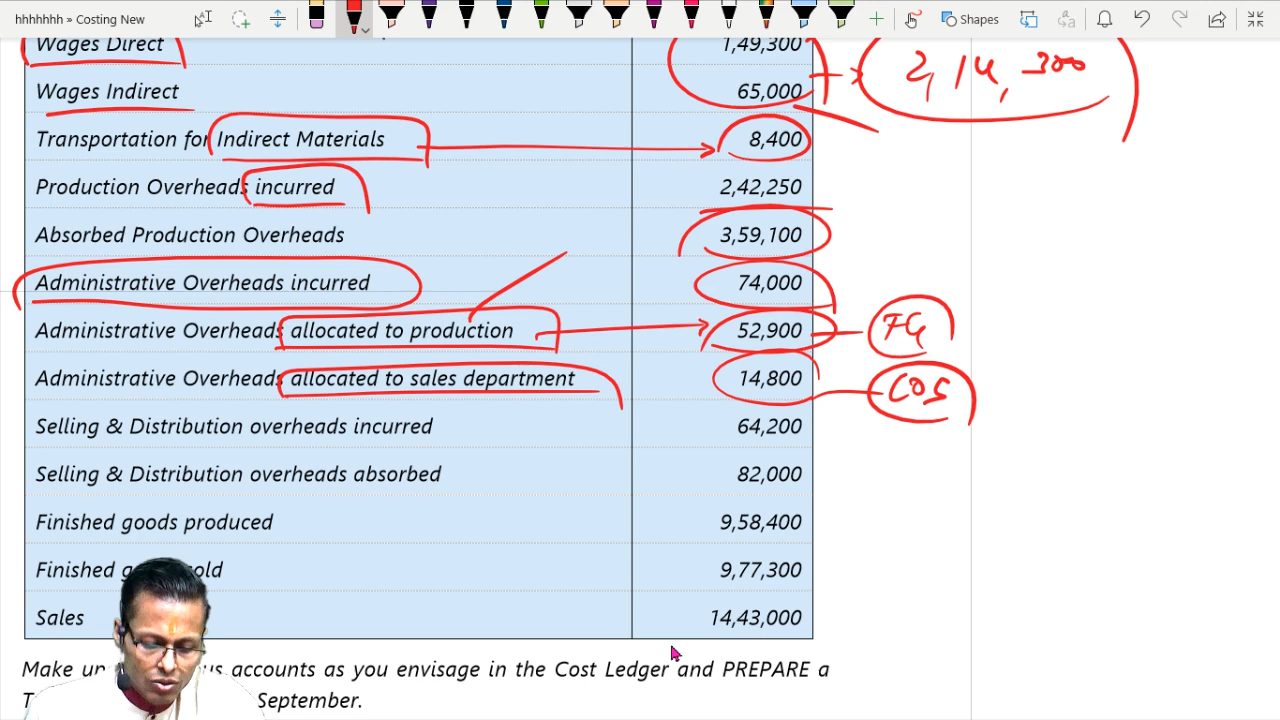 hhhhhhh » Costing New
Shapes
Wages Direct 1,49,300
2,14,300
Wages Indirect 65,000
Transportation for Indirect Materials 8,400
Production Overheads incurred 2,42,250
Absorbed Production Overheads 3,59,100
Administrative Overheads incurred 74,000
Administrative Overheads allocated to production 52,900 FG
Administrative Overheads allocated to sales department 14,800 COS
Selling & Distribution overheads incurred 64,200
Selling & Distribution overheads absorbed 82,000
Finished goods produced 9,58,400
Finished g old 9,77,300
Sales 14,43,000
Make up us accounts as you envisage in the Cost Ledger and PREPARE a
T September.